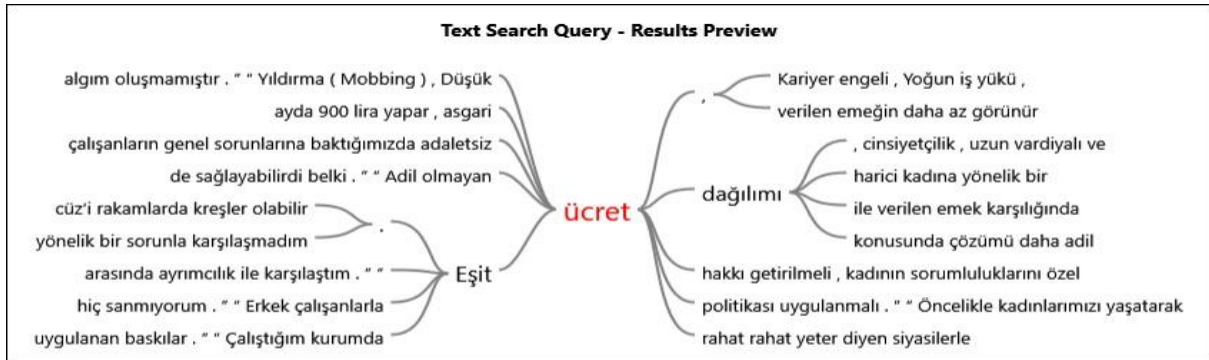 Text Search Query - Results Preview
algım oluşmamıştır . " " Yıldırma ( Mobbing ) , Düşük
ayda 900 lira yapar , asgari
çalışanların genel sorunlarına baktığımızda adaletsiz
de sağlayabilirdi belki . " " Adil olmayan
cüz'i rakamlarda kreşler olabilir
yönelik bir sorunla karşılaşmadım
.
arasında ayrımcılık ile karşılaştım . " "
hiç sanmıyorum . " " Erkek çalışanlarla
uygulanan baskılar . " " Çalıştığım kurumda
Eşit
ücret
,
Kariyer engeli , Yoğun iş yükü ,
verilen emeğin daha az görünür
dağılımı
, cinsiyetçilik , uzun vardiyalı ve
harici kadına yönelik bir
ile verilen emek karşılığında
konusunda çözümü daha adil
hakkı getirilmeli , kadının sorumluluklarını özel
politikası uygulanmalı . " " Öncelikle kadınlarımızı yaşatarak
rahat rahat yeter diyen siyasilerle